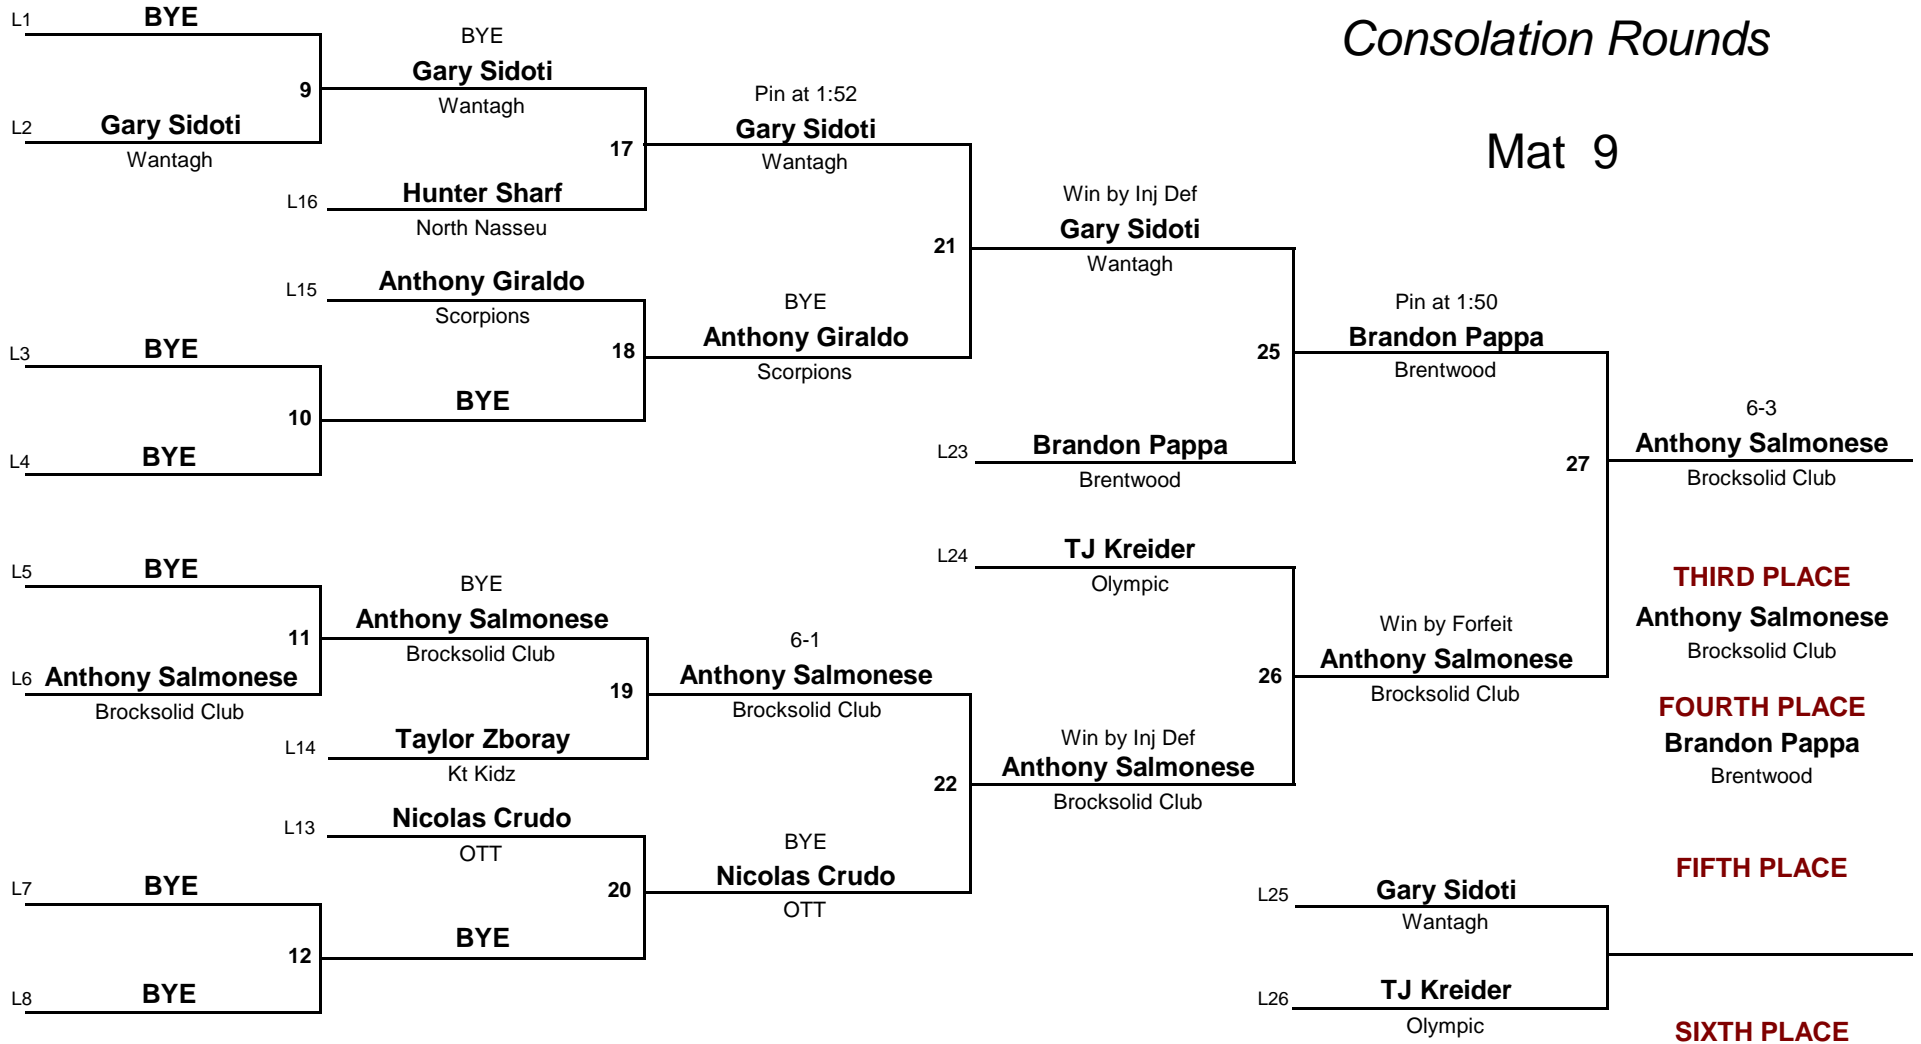 Consolation Rounds
Mat 9
L1 BYE
9
L2 Gary Sidoti
Wantagh
BYE
Gary Sidoti
Wantagh
17
L16 Hunter Sharf
North Nasseu
Pin at 1:52
Gary Sidoti
Wantagh
L15 Anthony Giraldo
Scorpions
18
L3 BYE
10
L4 BYE
BYE
BYE
Anthony Giraldo
Scorpions
21
Win by Inj Def
Gary Sidoti
Wantagh
25
L23 Brandon Pappa
Brentwood
Pin at 1:50
Brandon Pappa
Brentwood
27
6-3
Anthony Salmonese
Brocksolid Club
L5 BYE
11
L6 Anthony Salmonese
Brocksolid Club
BYE
Anthony Salmonese
Brocksolid Club
19
L14 Taylor Zboray
Kt Kidz
6-1
Anthony Salmonese
Brocksolid Club
L13 Nicolas Crudo
OTT
20
L7 BYE
12
L8 BYE
BYE
BYE
Nicolas Crudo
OTT
22
Win by Inj Def
Anthony Salmonese
Brocksolid Club
L24 TJ Kreider
Olympic
26
Win by Forfeit
Anthony Salmonese
Brocksolid Club
THIRD PLACE
Anthony Salmonese
Brocksolid Club
FOURTH PLACE
Brandon Pappa
Brentwood
FIFTH PLACE
L25 Gary Sidoti
Wantagh
L26 TJ Kreider
Olympic
SIXTH PLACE